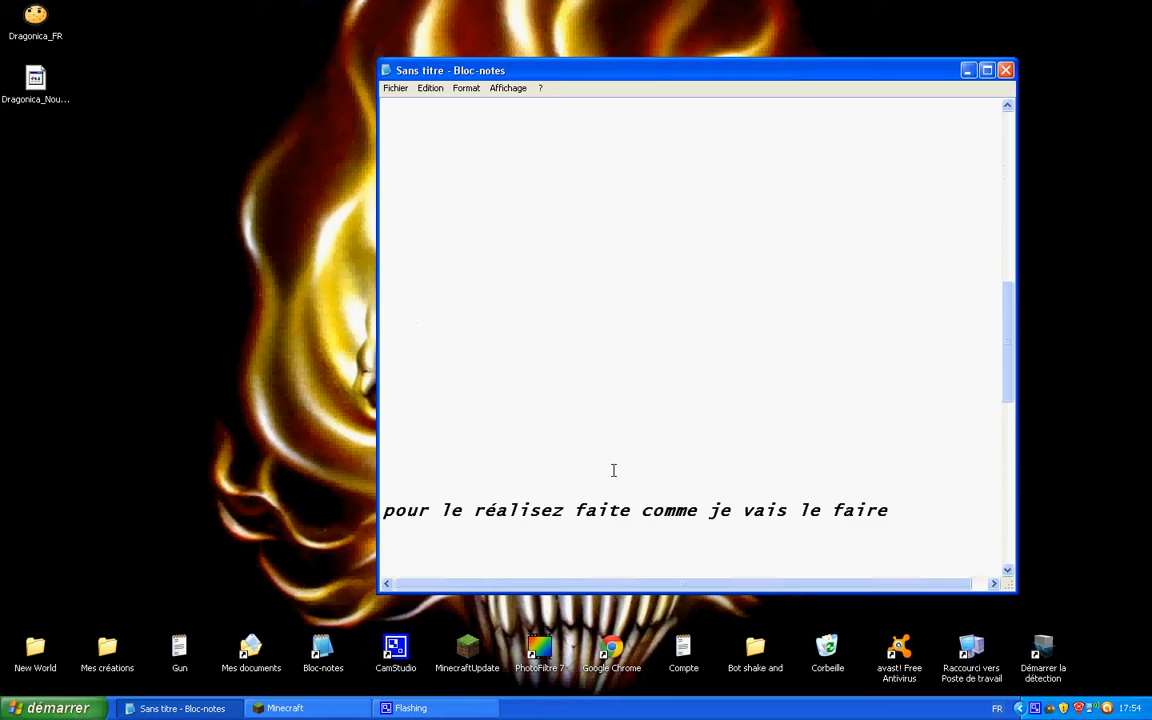 Dragonica_FR
Dragonica_Nou...
Sans titre - Bloc-notes
Fichier Edition Format Affichage ?
pour le réalisez faite comme je vais le faire
New World
Mes créations
Gun
Mes documents
Bloc-notes
CamStudio
MinecraftUpdate
PhotoFiltre 7
Google Chrome
Compte
Bot shake and
Corbeille
avast! Free
Antivirus
Raccourci vers
Poste de travail
Démarrer la
détection
démarrer
Sans titre - Bloc-notes
Minecraft
Flashing
FR
17:54